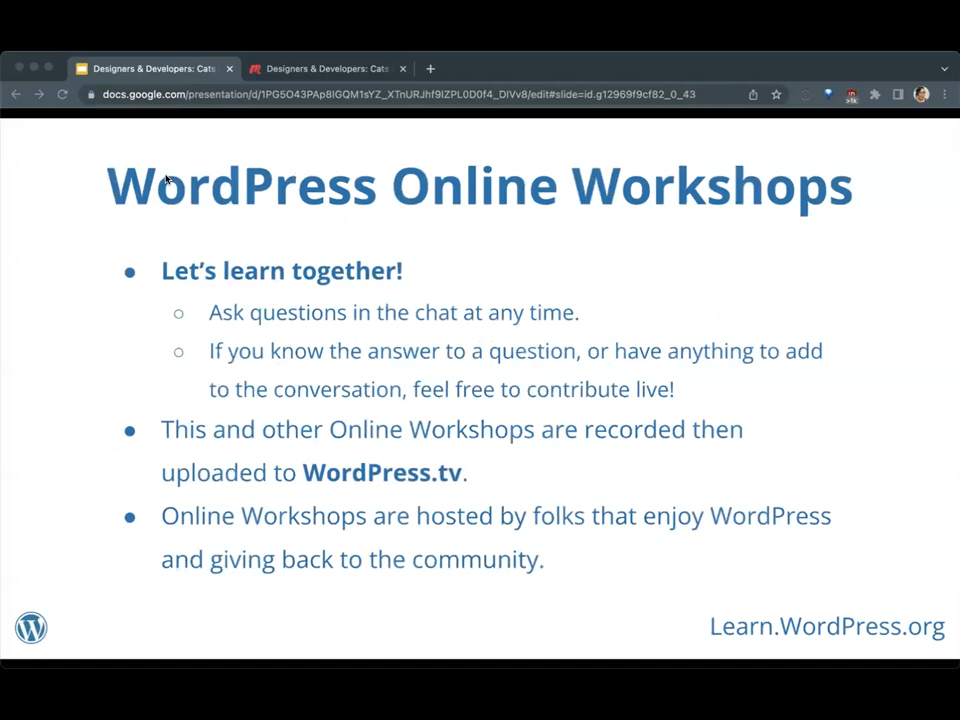 Designers & Developers: Cats
Designers & Developers: Cats
docs.google.com/presentation/d/1PG5O43PAp8IGQM1sYZ_XTnURJhf9IZPL0D0f4_DIVv8/edit#slide=id.g12969f9cf82_0_43
>1k
WordPress Online Workshops
● Let's learn together!
○ Ask questions in the chat at any time.
○ If you know the answer to a question, or have anything to add
to the conversation, feel free to contribute live!
● This and other Online Workshops are recorded then
uploaded to WordPress.tv.
● Online Workshops are hosted by folks that enjoy WordPress
and giving back to the community.
Learn.WordPress.org